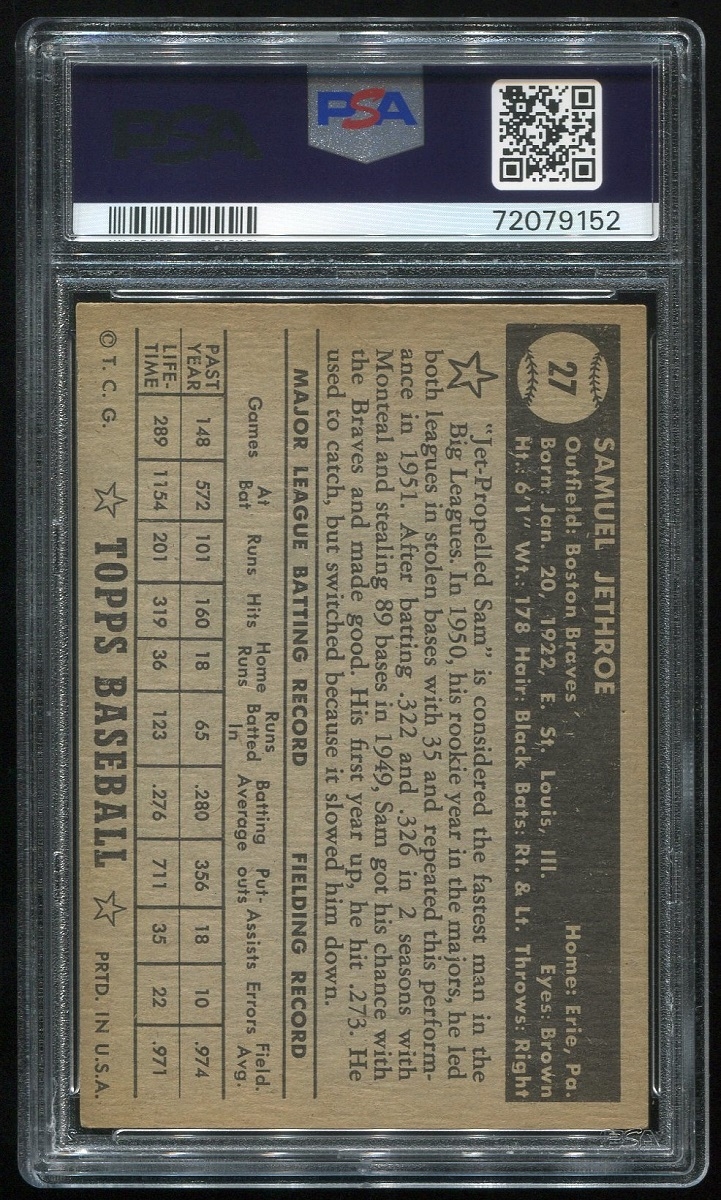 PSA
PSA
72079152
27
SAMUEL JETHROE
Outfield: Boston Braves Home: Erie, Pa.
Born: Jan. 20, 1922, E. St. Louis, Ill. Eyes: Brown
Ht.: 6'1" Wt.: 178 Hair: Black Bats: Rt. & Lf. Throws: Right
"Jet-Propelled Sam" is considered the fastest man in the
Big Leagues. In 1950, his rookie year in the majors, he led
both leagues in stolen bases with 35 and repeated this perform-
ance in 1951. After batting .322 and .326 in 2 seasons with
Monteal and stealing 89 bases in 1949, Sam got his chance with
the Braves and made good. His first year up, he hit .273. He
used to catch, but switched because it slowed him down.
MAJOR LEAGUE BATTING RECORD FIELDING RECORD
Games At Bat Runs Hits Home Runs Runs Batted In Batting Average Put-outs Assists Errors Field. Avg.
PAST YEAR 148 572 101 160 18 65 .280 356 18 10 .974
LIFE-TIME 289 1154 201 319 36 123 .276 711 35 22 .971
© T. C. G. ☆ TOPPS BASEBALL ☆ PRTD. IN U.S.A.
PSA